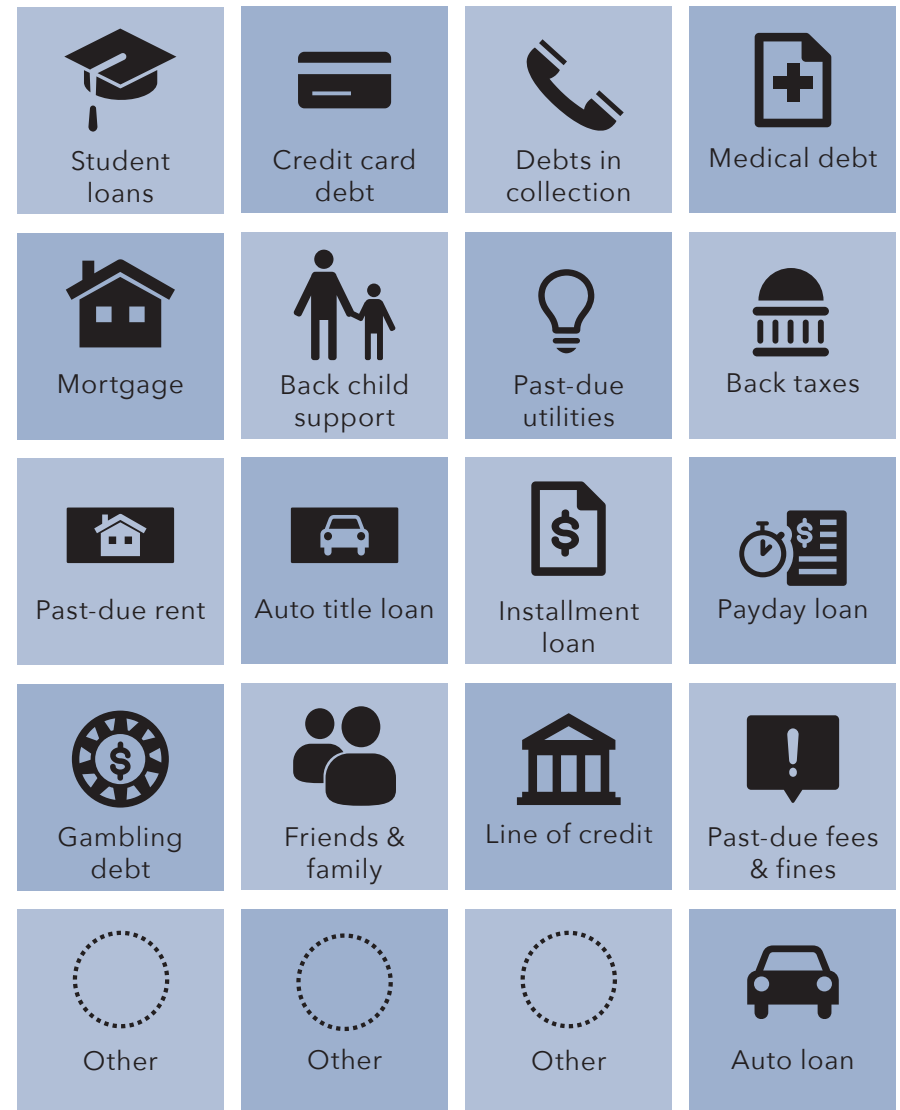 Student
loans
Credit card
debt
Debts in
collection
Medical debt
Mortgage
Back child
support
Past-due
utilities
Back taxes
Past-due rent
Auto title loan
$
Installment
loan
$
Payday loan
$
Gambling
debt
Friends &
family
Line of credit
!
Past-due fees
& fines
Other
Other
Other
Auto loan